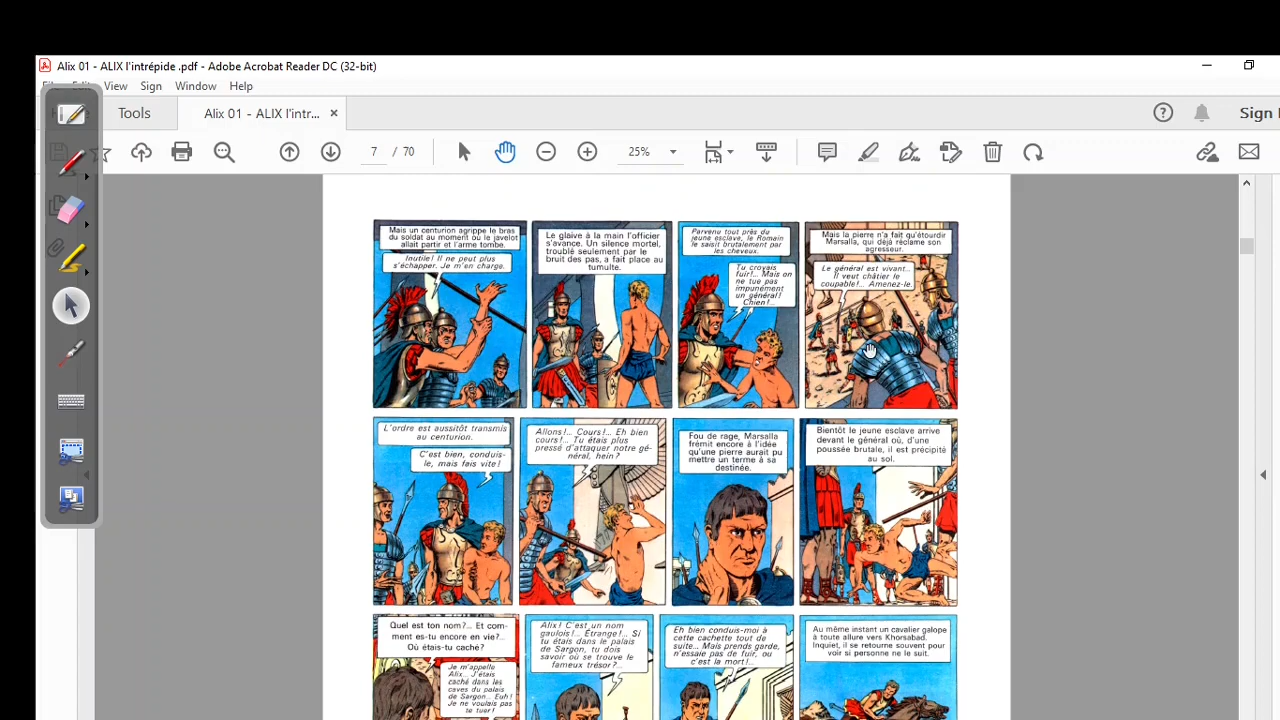 Alix 01 - ALIX l'intrépide .pdf - Adobe Acrobat Reader DC (32-bit)
View Sign Window Help
Tools Alix 01 - ALIX l'intr... × Sign I
7 / 70 25%
Mais un centurion agrippe le bras
du soldat au moment où le javelot
allait partir et l'arme tombe.
Inutile! Il ne peut plus
s'échapper. Je m'en charge.
Le glaive à la main l'officier
s'avance. Un silence mortel,
troublé seulement par le
bruit des pas, a fait place au
tumulte.
Parvenu tout près du
jeune esclave, le Romain
le saisit brutalement par
les cheveux.
Tu croyais
fuir!... Mais on
ne tue pas
impunément
un général!
Chien!...
Mais la pierre n'a fait qu'étourdir
Marsalla, qui déjà réclame son
agresseur.
Le général est vivant...
Il veut châtier le
coupable!... Amenez-le.
L'ordre est aussitôt transmis
au centurion.
C'est bien, conduis-
le, mais fais vite!
Allons!... Cours!... Eh bien
cours!... Tu étais plus
pressé d'attaquer notre gé-
néral, hein?
Fou de rage, Marsalla
frémit encore à l'idée
qu'une pierre aurait pu
mettre un terme à sa
destinée.
Bientôt le jeune esclave arrive
devant le général où, d'une
poussée brutale, il est précipité
au sol.
Quel est ton nom?... Et com-
ment es-tu encore en vie?...
Où étais-tu caché?
Je m'appelle
Alix... J'étais
caché dans les
caves du palais
de Sargon... Euh!
Je ne voulais pas
te tuer!
Alix! C'est un nom
gaulois!... Etrange!... Si
tu étais dans le palais
de Sargon, tu dois
savoir où se trouve le
fameux trésor?...
Eh bien conduis-moi à
cette cachette tout de
suite... Mais prends garde,
n'essaie pas de fuir, ou
c'est la mort!...
Au même instant un cavalier galope
à toute allure vers Khorsabad.
Inquiet, il se retourne souvent pour
voir si personne ne le suit.